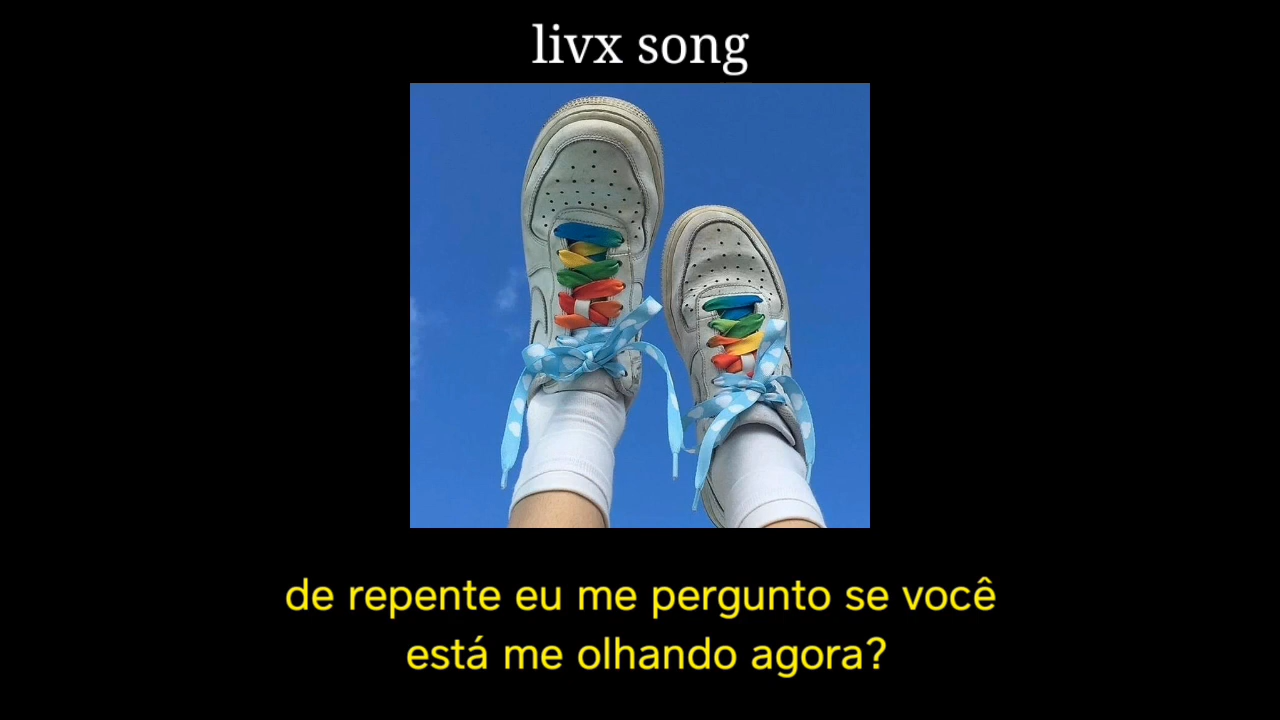 livx song
de repente eu me pergunto se você
está me olhando agora?